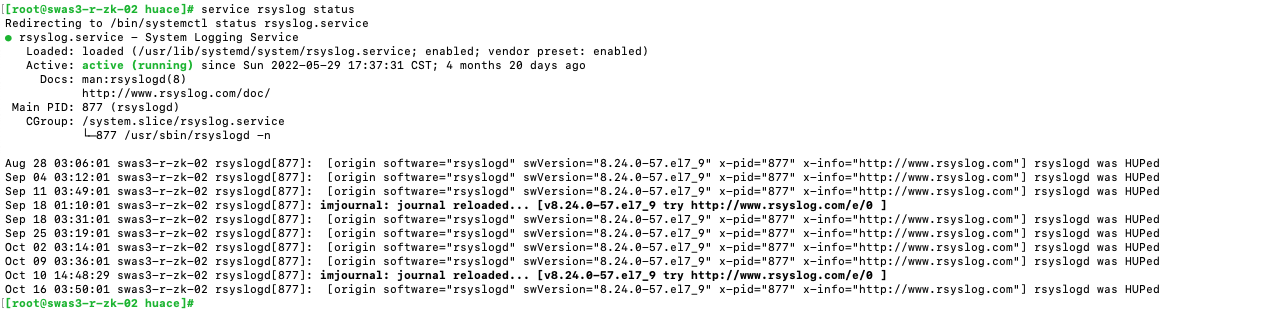 [root@swas3-r-zk-02 huace]# service rsyslog status
Redirecting to /bin/systemctl status rsyslog.service
● rsyslog.service - System Logging Service
   Loaded: loaded (/usr/lib/systemd/system/rsyslog.service; enabled; vendor preset: enabled)
   Active: active (running) since Sun 2022-05-29 17:37:31 CST; 4 months 20 days ago
     Docs: man:rsyslogd(8)
           http://www.rsyslog.com/doc/
 Main PID: 877 (rsyslogd)
   CGroup: /system.slice/rsyslog.service
           └─877 /usr/sbin/rsyslogd -n
Aug 28 03:06:01 swas3-r-zk-02 rsyslogd[877]:  [origin software="rsyslogd" swVersion="8.24.0-57.el7_9" x-pid="877" x-info="http://www.rsyslog.com"] rsyslogd was HUPed
Sep 04 03:12:01 swas3-r-zk-02 rsyslogd[877]:  [origin software="rsyslogd" swVersion="8.24.0-57.el7_9" x-pid="877" x-info="http://www.rsyslog.com"] rsyslogd was HUPed
Sep 11 03:49:01 swas3-r-zk-02 rsyslogd[877]:  [origin software="rsyslogd" swVersion="8.24.0-57.el7_9" x-pid="877" x-info="http://www.rsyslog.com"] rsyslogd was HUPed
Sep 18 01:10:01 swas3-r-zk-02 rsyslogd[877]: imjournal: journal reloaded... [v8.24.0-57.el7_9 try http://www.rsyslog.com/e/0 ]
Sep 18 03:31:01 swas3-r-zk-02 rsyslogd[877]:  [origin software="rsyslogd" swVersion="8.24.0-57.el7_9" x-pid="877" x-info="http://www.rsyslog.com"] rsyslogd was HUPed
Sep 25 03:19:01 swas3-r-zk-02 rsyslogd[877]:  [origin software="rsyslogd" swVersion="8.24.0-57.el7_9" x-pid="877" x-info="http://www.rsyslog.com"] rsyslogd was HUPed
Oct 02 03:14:01 swas3-r-zk-02 rsyslogd[877]:  [origin software="rsyslogd" swVersion="8.24.0-57.el7_9" x-pid="877" x-info="http://www.rsyslog.com"] rsyslogd was HUPed
Oct 09 03:36:01 swas3-r-zk-02 rsyslogd[877]:  [origin software="rsyslogd" swVersion="8.24.0-57.el7_9" x-pid="877" x-info="http://www.rsyslog.com"] rsyslogd was HUPed
Oct 10 14:48:29 swas3-r-zk-02 rsyslogd[877]: imjournal: journal reloaded... [v8.24.0-57.el7_9 try http://www.rsyslog.com/e/0 ]
Oct 16 03:50:01 swas3-r-zk-02 rsyslogd[877]:  [origin software="rsyslogd" swVersion="8.24.0-57.el7_9" x-pid="877" x-info="http://www.rsyslog.com"] rsyslogd was HUPed
[root@swas3-r-zk-02 huace]#